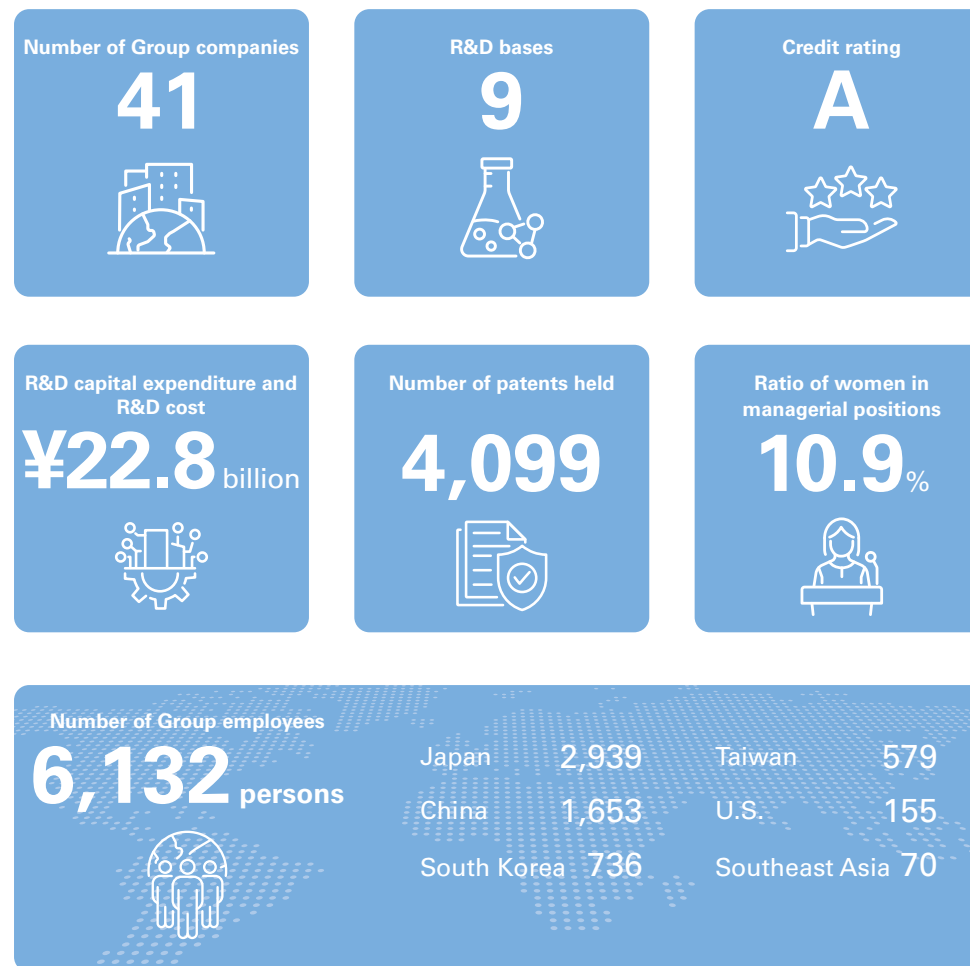 Number of Group companies
41
R&D bases
9
Credit rating
A
R&D capital expenditure and
R&D cost
¥22.8 billion
Number of patents held
4,099
Ratio of women in
managerial positions
10.9%
Number of Group employees
6,132 persons
Japan 2,939
Taiwan 579
China 1,653
U.S. 155
South Korea 736
Southeast Asia 70